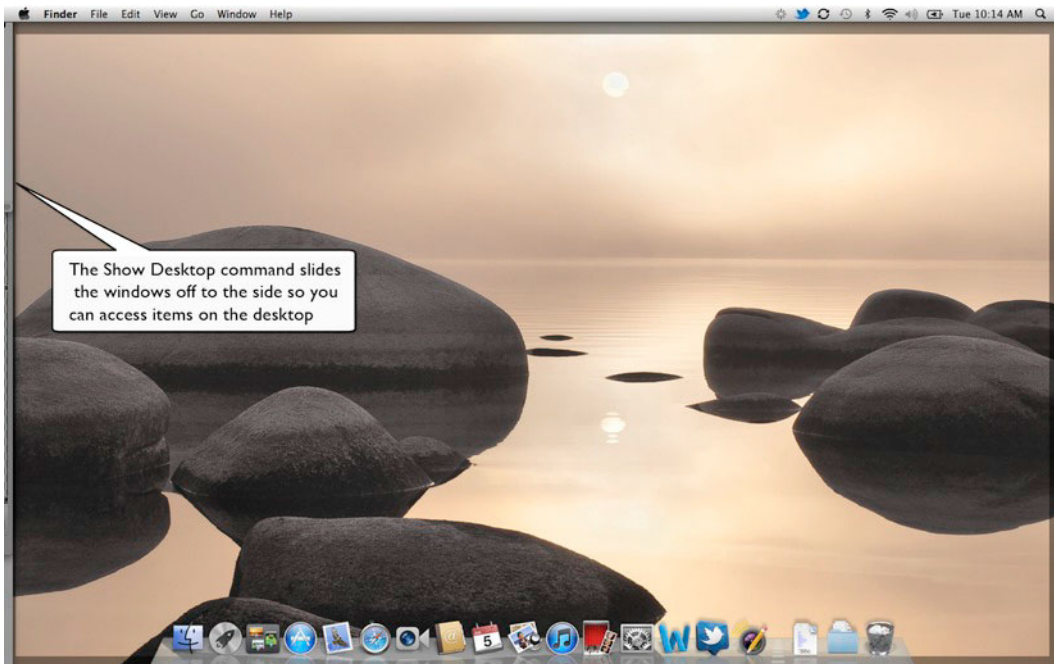 Finder File Edit View Go Window Help Tue 10:14 AM
The Show Desktop command slides
the windows off to the side so you
can access items on the desktop
@
5
W